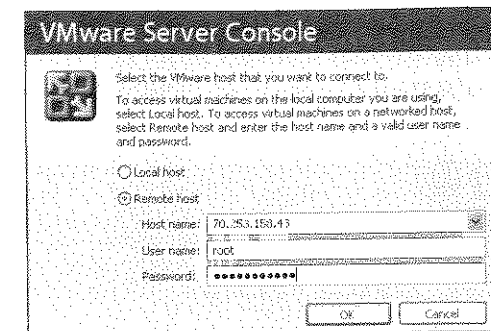 VMware Server Console
Select the VMware host that you want to connect to.
To access virtual machines on the local computer you are using,
select Local host. To access virtual machines on a networked host,
select Remote host and enter the host name and a valid user name
and password.
Local host
Remote host
Host name: 70.253.158.43
User name: root
Password: ●●●●●●●●●●●
OK Cancel